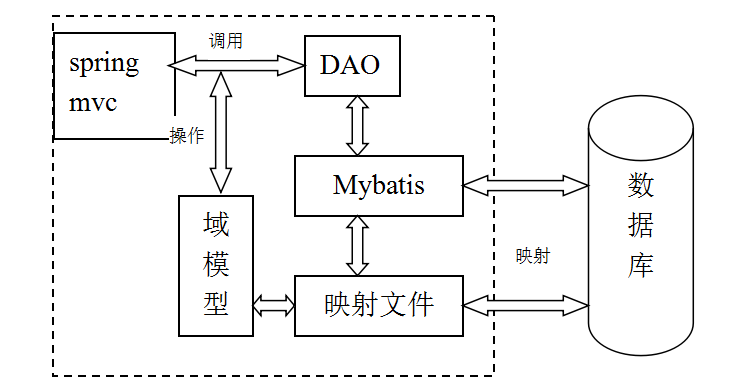 调用
spring
mvc
DAO
操作
Mybatis
域
模
型
映射文件
映射
数
据
库